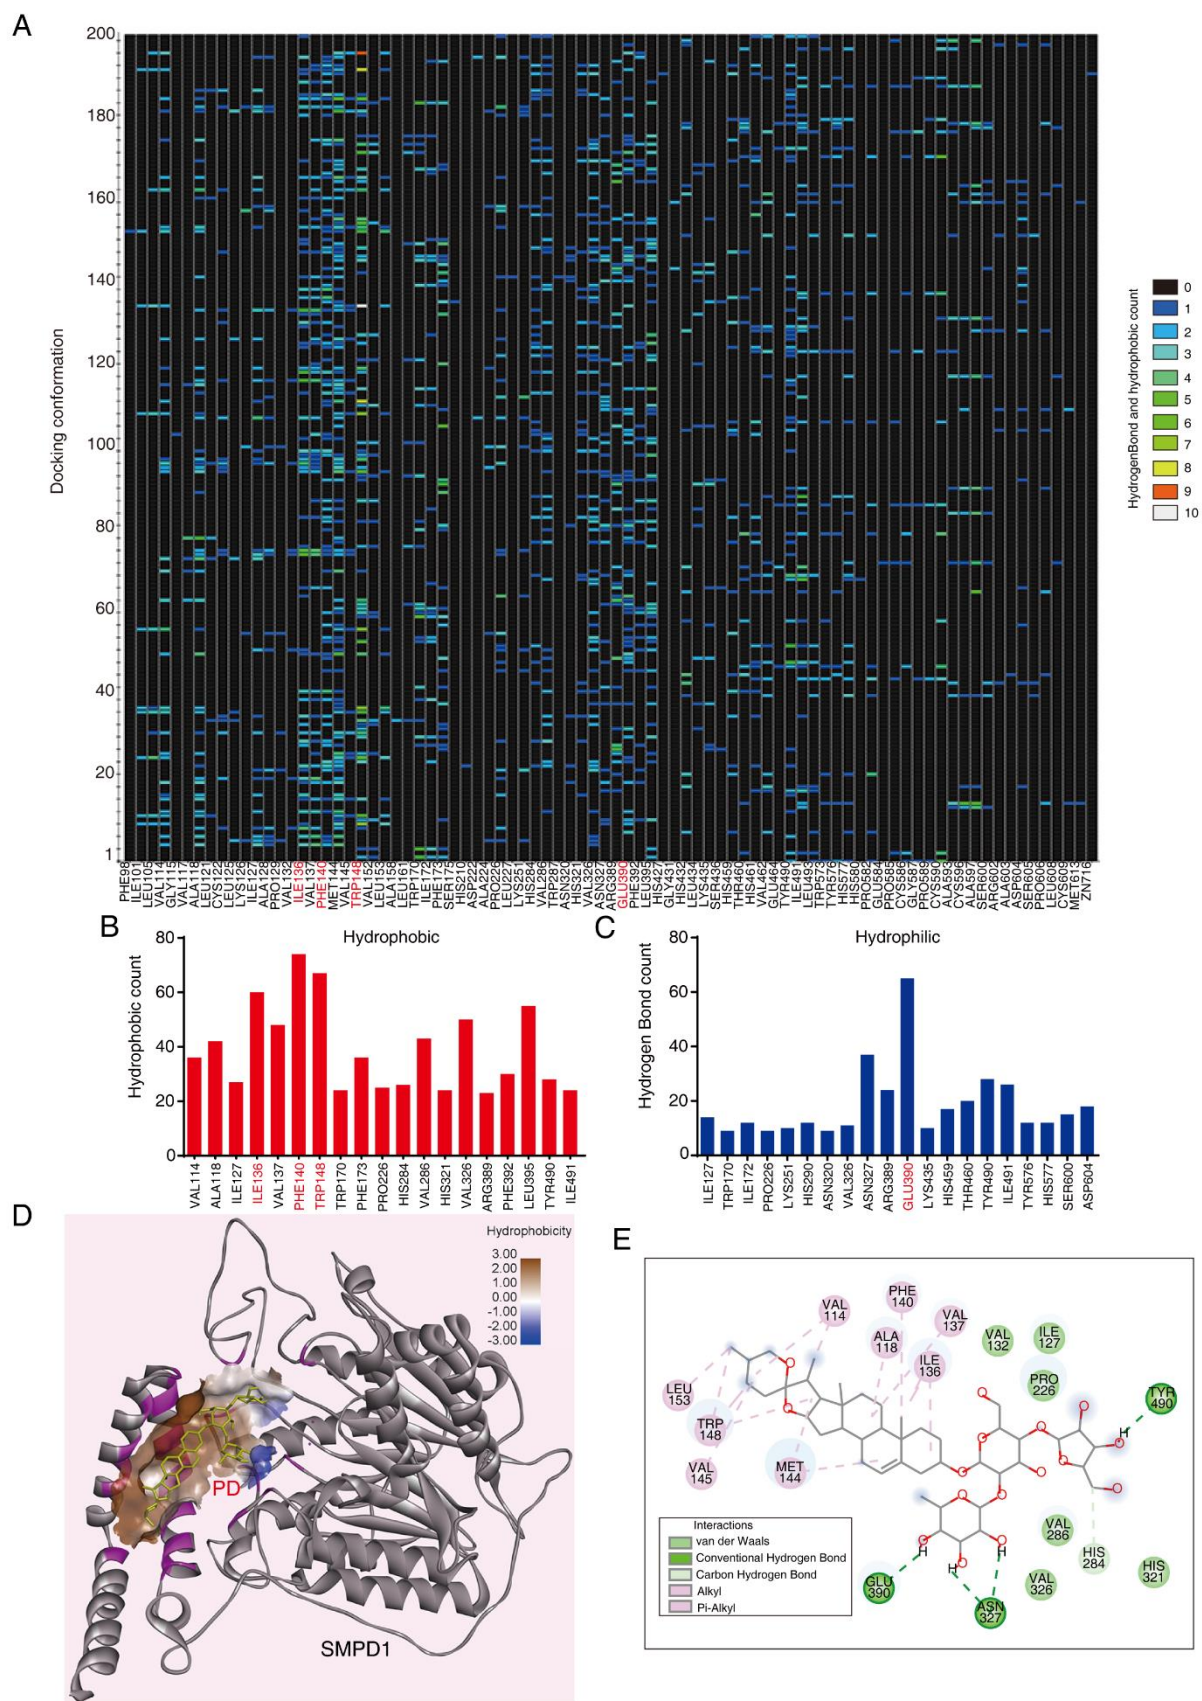 A
200
180
160
140
120
100
80
60
40
20
1
Docking conformation
HydrogenBond and hydrophobic count
0
1
2
3
4
5
6
7
8
9
10
PHE98
ILE101
LEU105
VAL114
GLY115
VAL117
ALA118
LEU121
CYS122
LEU125
LYS126
ILE127
ALA128
PRO129
VAL132
ILE136
VAL137
PHE140
MET144
VAL145
TRP148
VAL152
ALA158
LEU161
TRP170
ILE172
PHE173
SER175
HIS210
ASP222
ALA224
PRO226
LEU237
LYS251
HIS284
VAL286
TRP287
ASN320
HIS321
VAL326
ASN327
ARG389
GLU390
PHE392
LEU395
HIS427
GLY431
HIS432
LEU434
LYS435
SER436
HIS459
THR460
HIS461
VAL462
GLU464
TYR490
ILE491
LEU493
TRP573
TYR576
HIS577
HIS580
PRO582
GLU584
PRO585
CYS586
GLU587
PRO589
CYS590
ALA593
CYS596
ALA597
SER600
ARG602
ALA603
ASP604
SER605
PRO606
LEU608
CYS609
MET613
ZN716
B
Hydrophobic
Hydrophobic count
80
60
40
20
0
VAL114
ALA118
ILE127
ILE136
VAL137
PHE140
TRP148
TRP170
PHE173
PRO226
HIS284
VAL286
HIS321
VAL326
ARG389
PHE392
LEU395
TYR490
ILE491
C
Hydrophilic
Hydrogen Bond count
80
60
40
20
0
ILE127
TRP170
ILE172
PRO226
LYS251
HIS290
ASN320
VAL326
ASN327
ARG389
GLU390
LYS435
HIS459
THR460
TYR490
ILE491
TYR576
HIS577
SER600
ASP604
D
Hydrophobicity
3.00
2.00
1.00
0.00
-1.00
-2.00
-3.00
PD
SMPD1
E
PHE
140
VAL
114
VAL
137
ALA
118
VAL
132
ILE
127
ILE
136
PRO
226
LEU
153
TYR
490
TRP
148
O
O
O
O
O
O
H
VAL
145
MET
144
O
O
O
O
O
O
Interactions
van der Waals
Conventional Hydrogen Bond
Carbon Hydrogen Bond
Alkyl
Pi-Alkyl
O
H
O
H
O
H
VAL
286
HIS
284
HIS
321
VAL
326
GLU
390
ASN
327